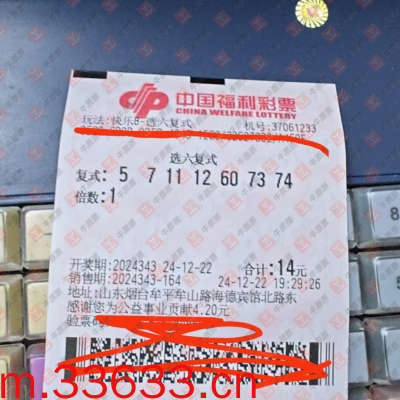 中国福利彩票
CHINA WELFARE LOTTERY
玩法:快乐8-选六复式 机号:37061233
选六复式
复式: 5 7 11 12 60 73 74
倍数:1
开奖期:2024343 24-12-22 合计:14元
销售期:2024343-164 24-12-22 19:29:26
地址:山东烟台牟平牟山路海德宾馆北路东
感谢您为公益事业贡献4.20元
验票码
m.33633.cn